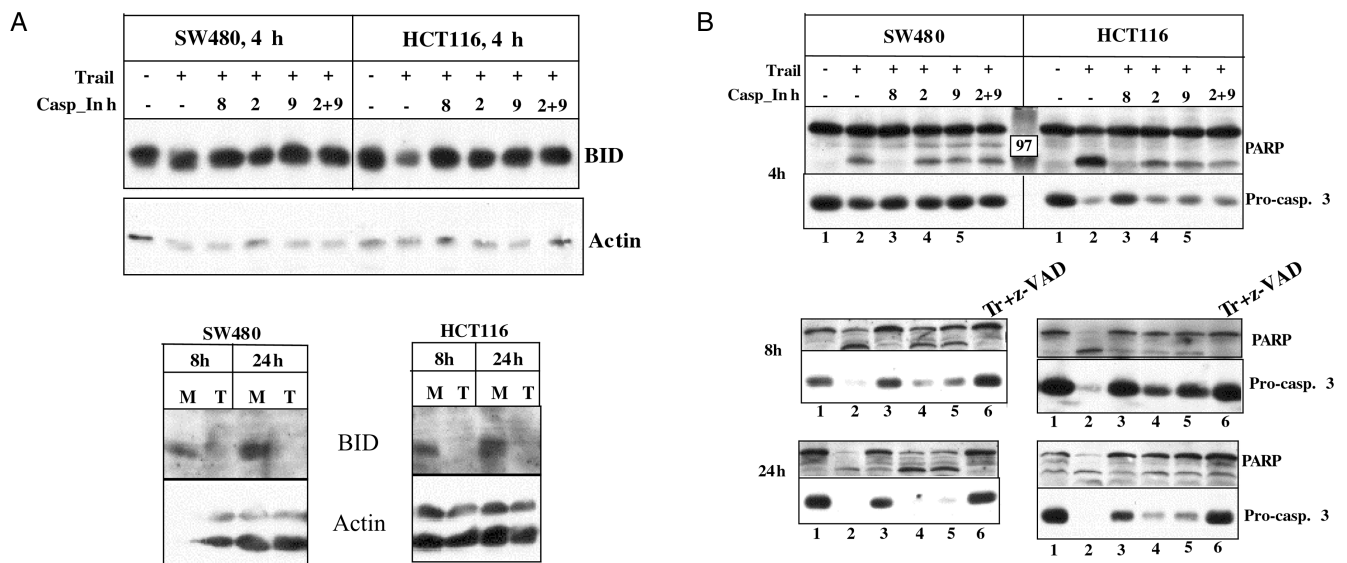 A
SW480, 4 h HCT116, 4 h
Trail - + + + + + - + + + + +
Casp_In h - - 8 2 9 2+9 - - 8 2 9 2+9
BID
Actin
SW480 HCT116
8h 24h 8h 24h
M T M T M T M T
BID
Actin
B
SW480 HCT116
Trail - + + + + + - + + + + +
Casp_In h - - 8 2 9 2+9 - - 8 2 9 2+9
97
PARP
4h
Pro-casp. 3
1 2 3 4 5 1 2 3 4 5
Tr+z-VAD Tr+z-VAD
8h
PARP
Pro-casp. 3
1 2 3 4 5 6 1 2 3 4 5 6
24h
PARP
Pro-casp. 3
1 2 3 4 5 6 1 2 3 4 5 6